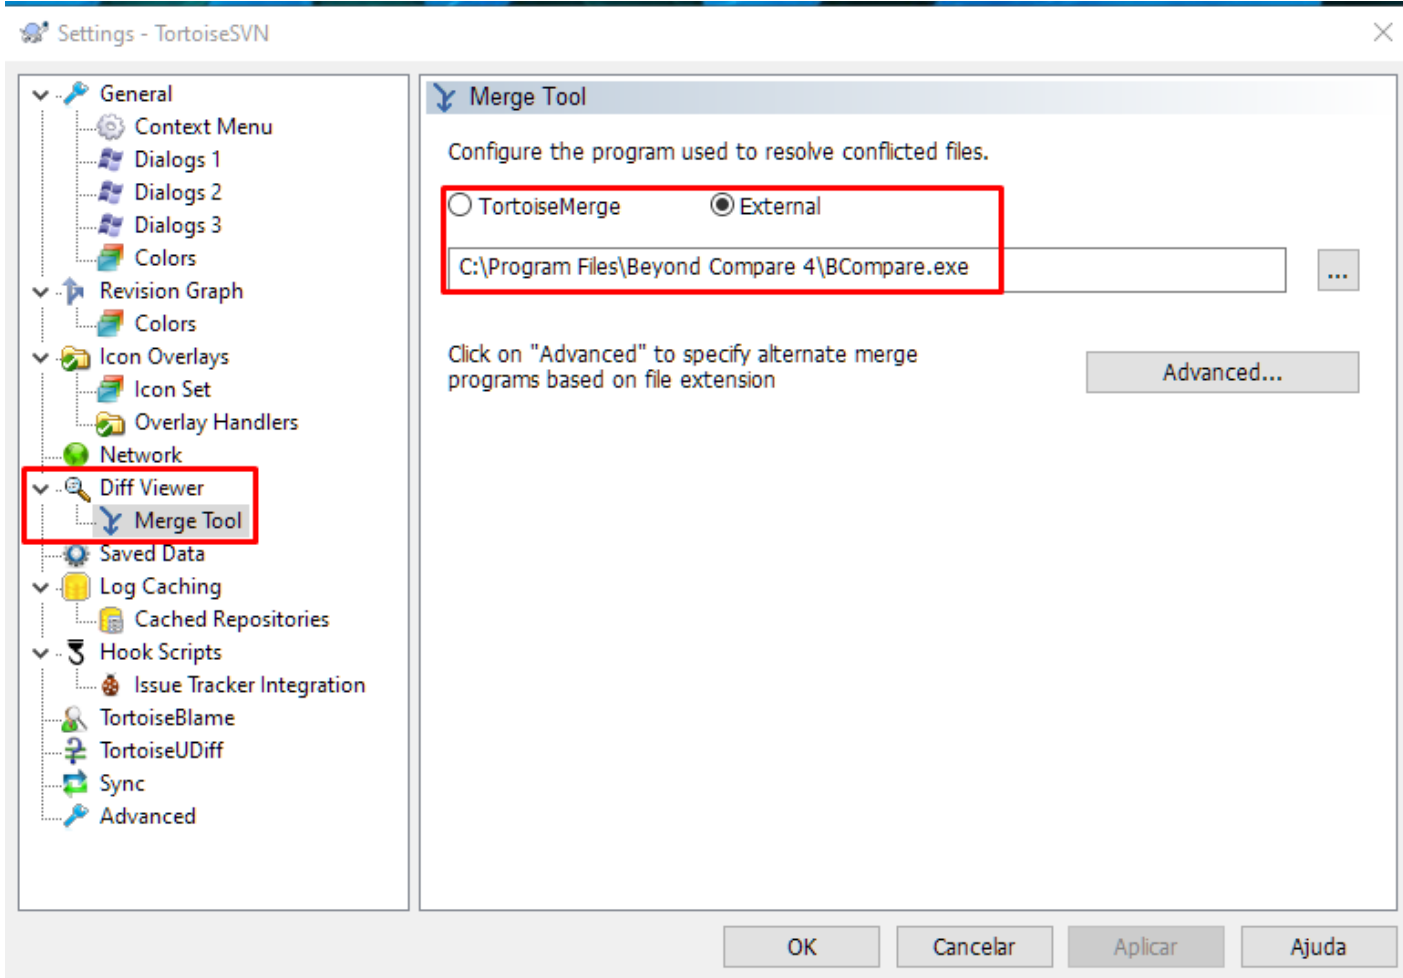 Settings - TortoiseSVN
General
Context Menu
Dialogs 1
Dialogs 2
Dialogs 3
Colors
Revision Graph
Colors
Icon Overlays
Icon Set
Overlay Handlers
Network
Diff Viewer
Merge Tool
Saved Data
Log Caching
Cached Repositories
Hook Scripts
Issue Tracker Integration
TortoiseBlame
TortoiseUDiff
Sync
Advanced
Merge Tool
Configure the program used to resolve conflicted files.
TortoiseMerge External
C:\Program Files\Beyond Compare 4\BCompare.exe
...
Click on "Advanced" to specify alternate merge
programs based on file extension
Advanced...
OK Cancelar Aplicar Ajuda